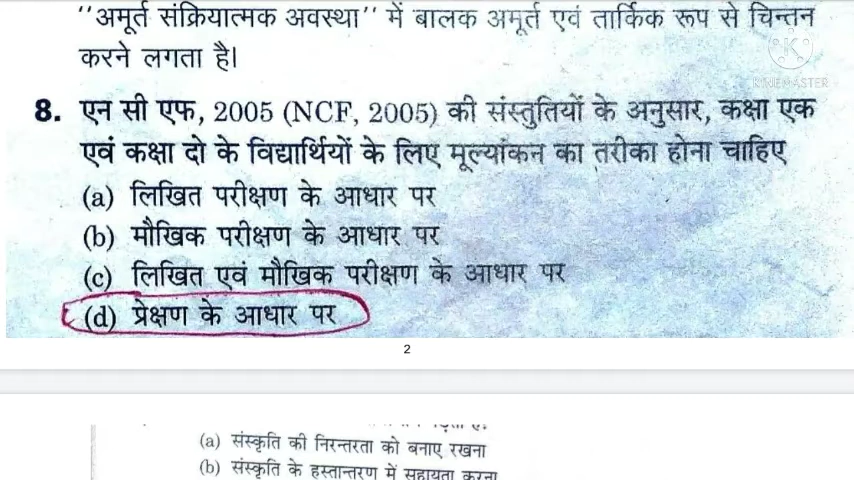 ''अमूर्त संक्रियात्मक अवस्था'' में बालक अमूर्त एवं तार्किक रूप से चिन्तन
करने लगता है।
KINEMASTER
8. एन सी एफ, 2005 (NCF, 2005) की संस्तुतियों के अनुसार, कक्षा एक
एवं कक्षा दो के विद्यार्थियों के लिए मूल्यांकन का तरीका होना चाहिए
(a) लिखित परीक्षण के आधार पर
(b) मौखिक परीक्षण के आधार पर
(c) लिखित एवं मौखिक परीक्षण के आधार पर
(d) प्रेक्षण के आधार पर
2
(a) संस्कृति की निरन्तरता को बनाए रखना
(b) संस्कृति के हस्तान्तरण में सहायता करना